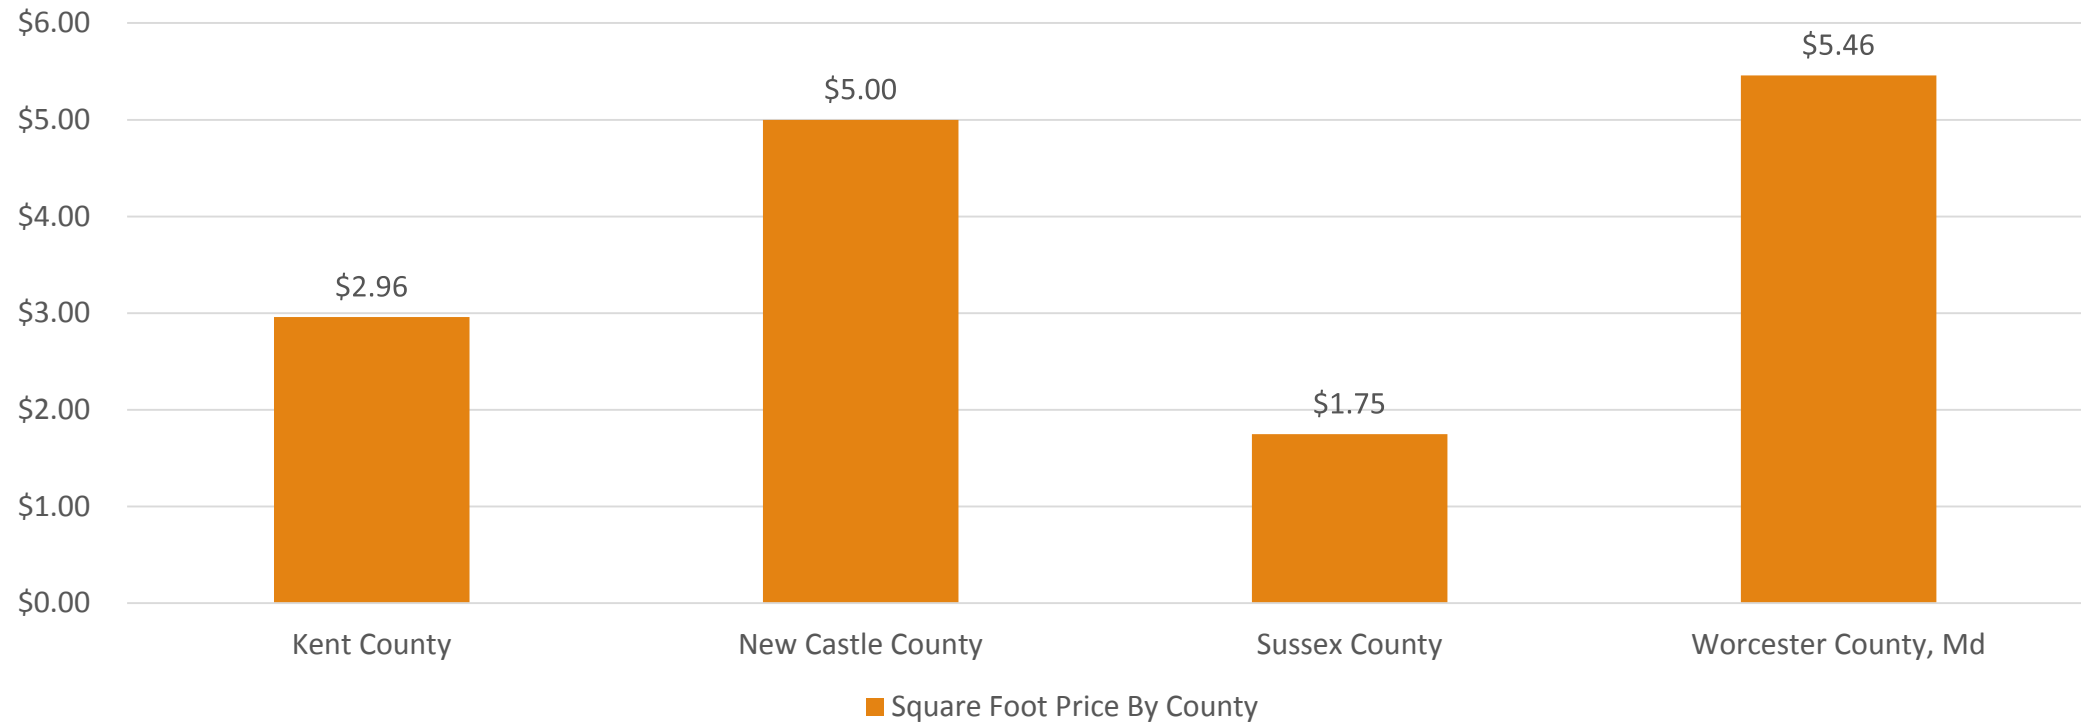 $6.00
$5.00
$4.00
$3.00
$2.00
$1.00
$0.00
$2.96
$5.00
$1.75
$5.46
Kent County
New Castle County
Sussex County
Worcester County, Md
Square Foot Price By County